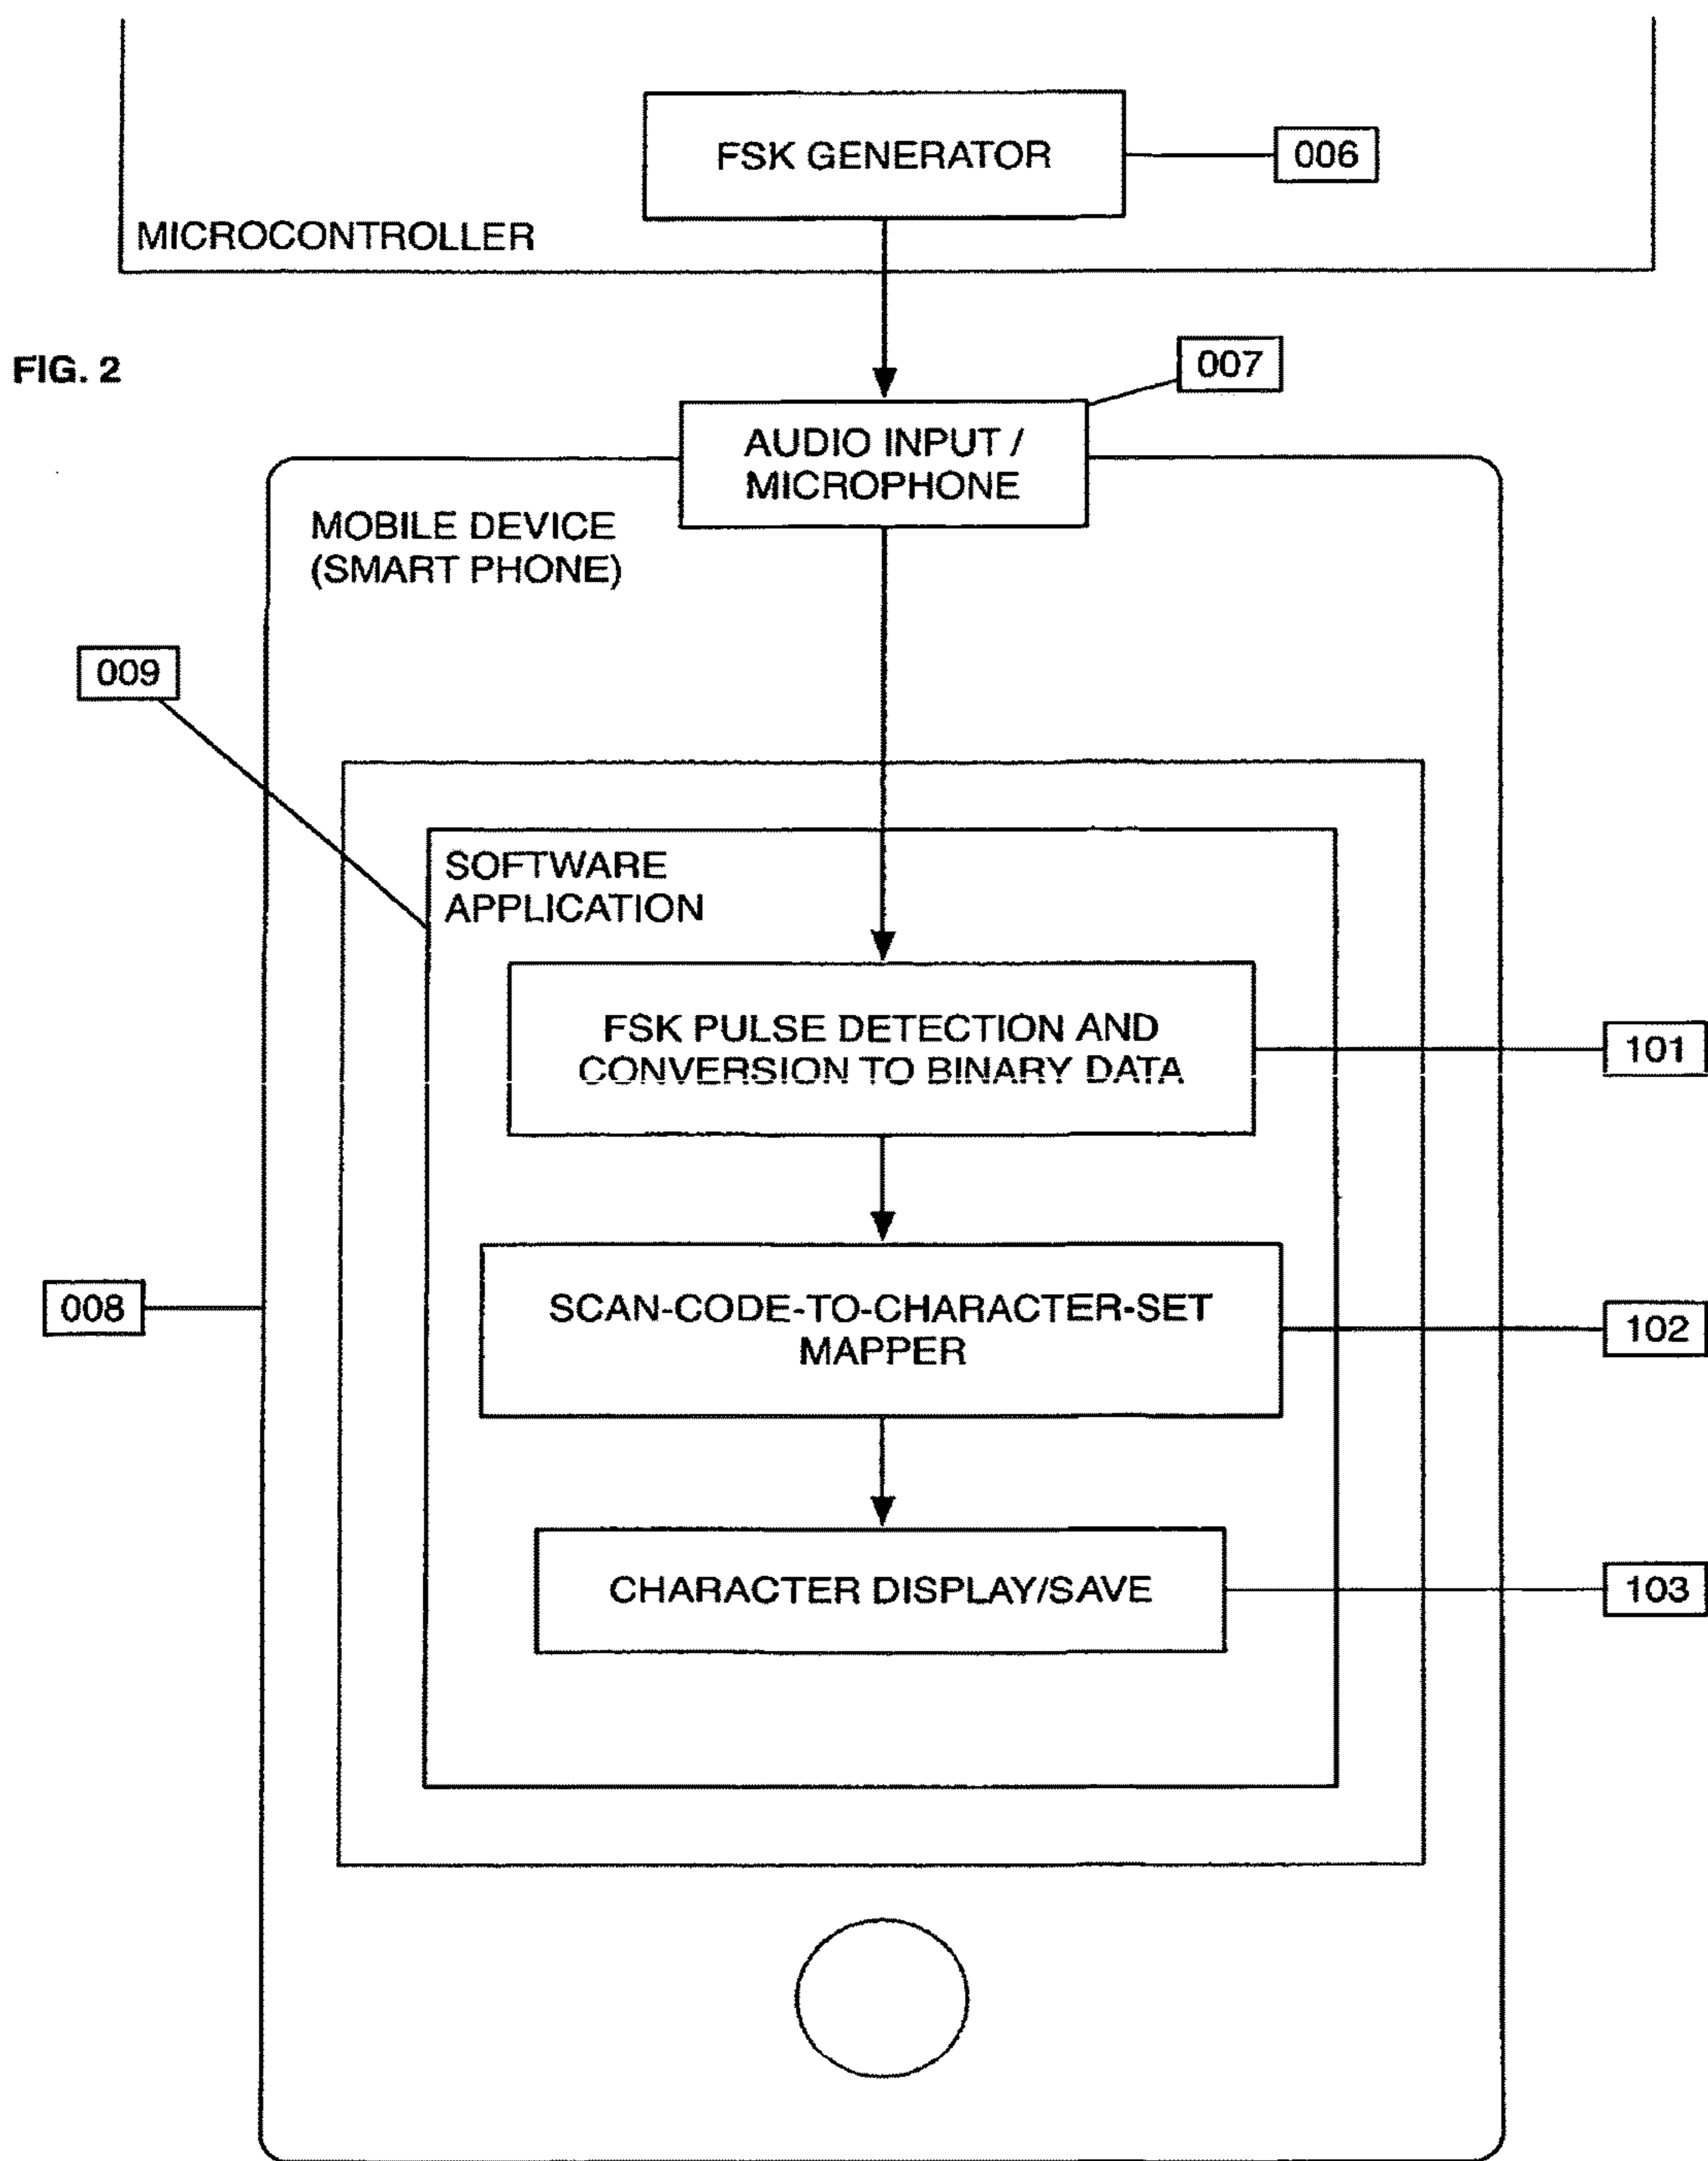 FSK GENERATOR
006
MICROCONTROLLER
FIG. 2
007
AUDIO INPUT /
MICROPHONE
MOBILE DEVICE
(SMART PHONE)
009
SOFTWARE
APPLICATION
FSK PULSE DETECTION AND
CONVERSION TO BINARY DATA
101
008
SCAN-CODE-TO-CHARACTER-SET
MAPPER
102
CHARACTER DISPLAY/SAVE
103